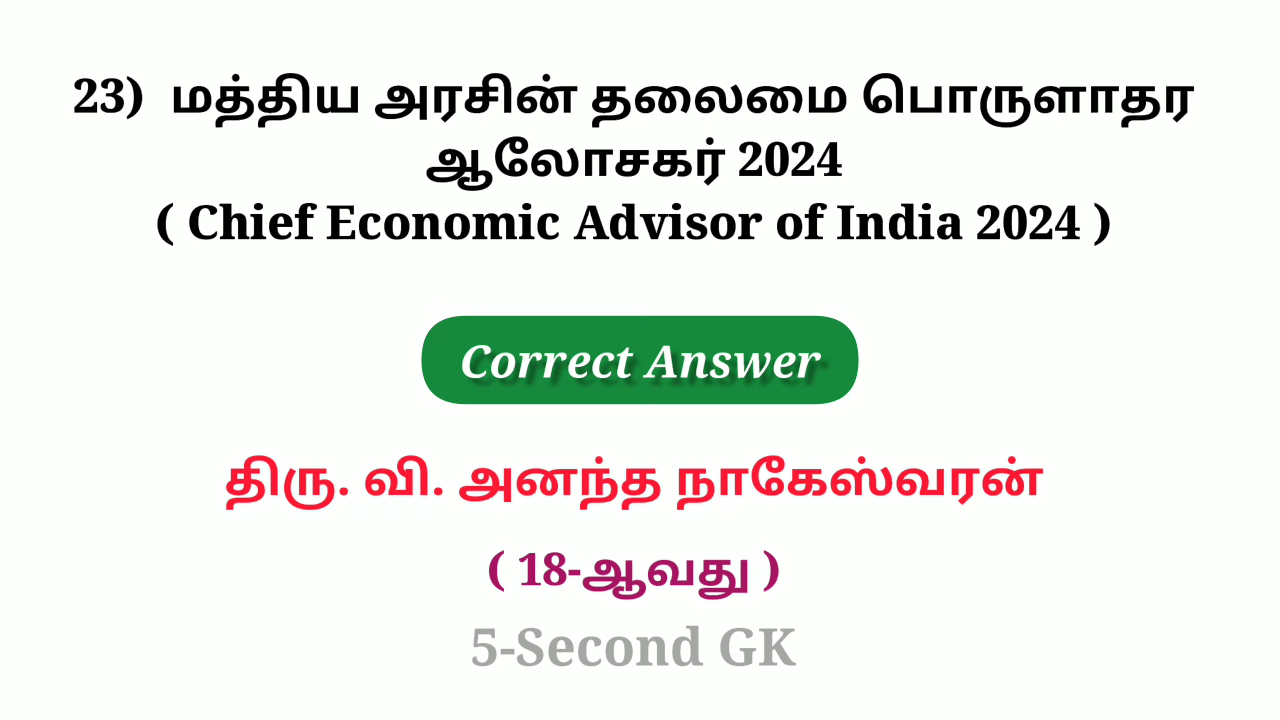 23) மத்திய அரசின் தலைமை பொருளாதர
ஆலோசகர் 2024
( Chief Economic Advisor of India 2024 )
Correct Answer
திரு. வி. அனந்த நாகேஸ்வரன்
( 18-ஆவது )
5-Second GK